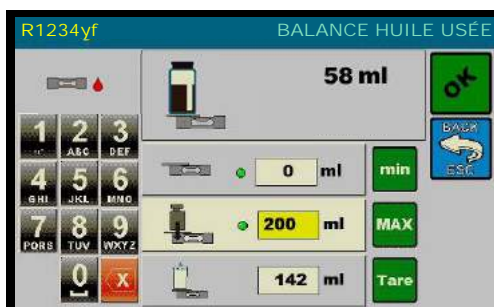 R1234yf BALANCE HUILE USÉE
58 ml
OK
BACK
ESC
1 2 ABC 3 DEF
0 ml min
4 GHI 5 JKL 6 MNO
200 ml MAX
7 PQRS 8 TUV 9 WXYZ
142 ml Tare
0 X